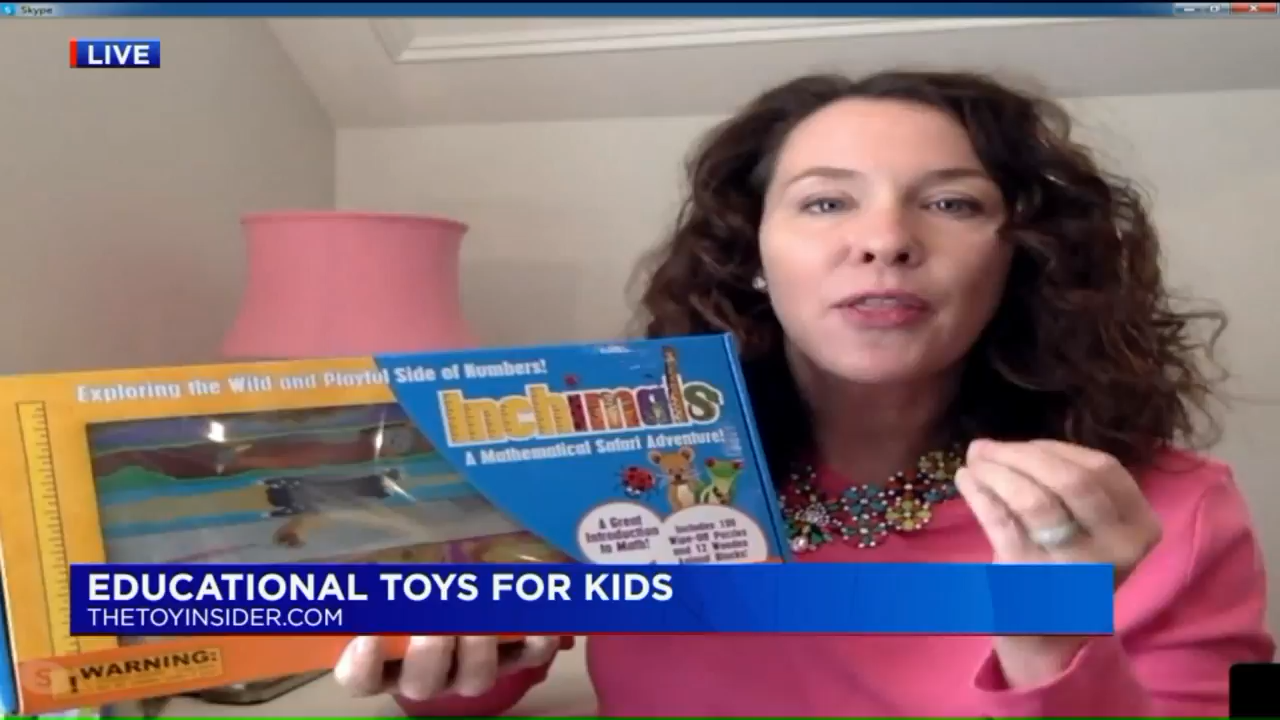 Skype
LIVE
Exploring the Wild and Playful Side of Numbers!
Inchimals
A Mathematical Safari Adventure!
A Great
Introduction
to Math!
Includes 100
Wipe-Off Puzzles
and 12 Wooden
Animal Blocks!
EDUCATIONAL TOYS FOR KIDS
THETOYINSIDER.COM
WARNING: